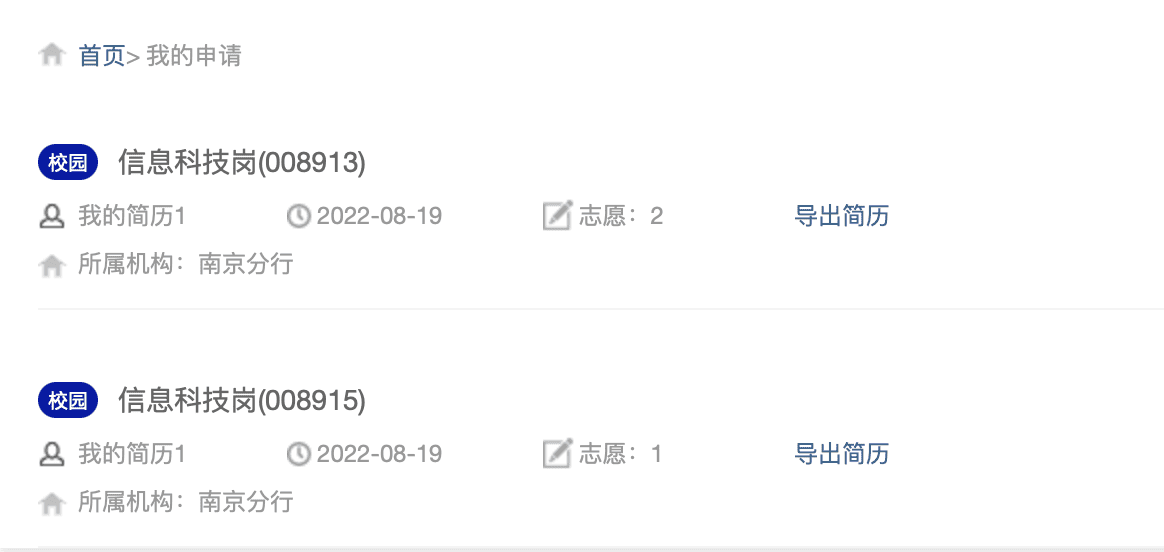 首页> 我的申请
校园 信息科技岗(008913)
我的简历1 2022-08-19 志愿：2 导出简历
所属机构：南京分行
校园 信息科技岗(008915)
我的简历1 2022-08-19 志愿：1 导出简历
所属机构：南京分行